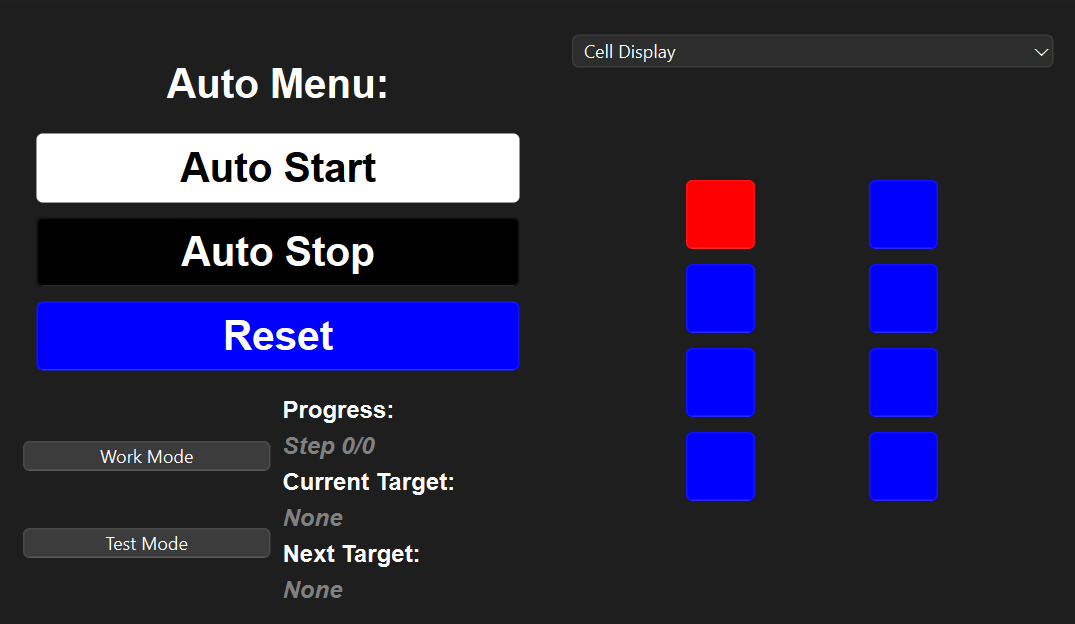 Auto Menu:
Auto Start
Auto Stop
Reset
Work Mode
Test Mode
Progress:
Step 0/0
Current Target:
None
Next Target:
None
Cell Display